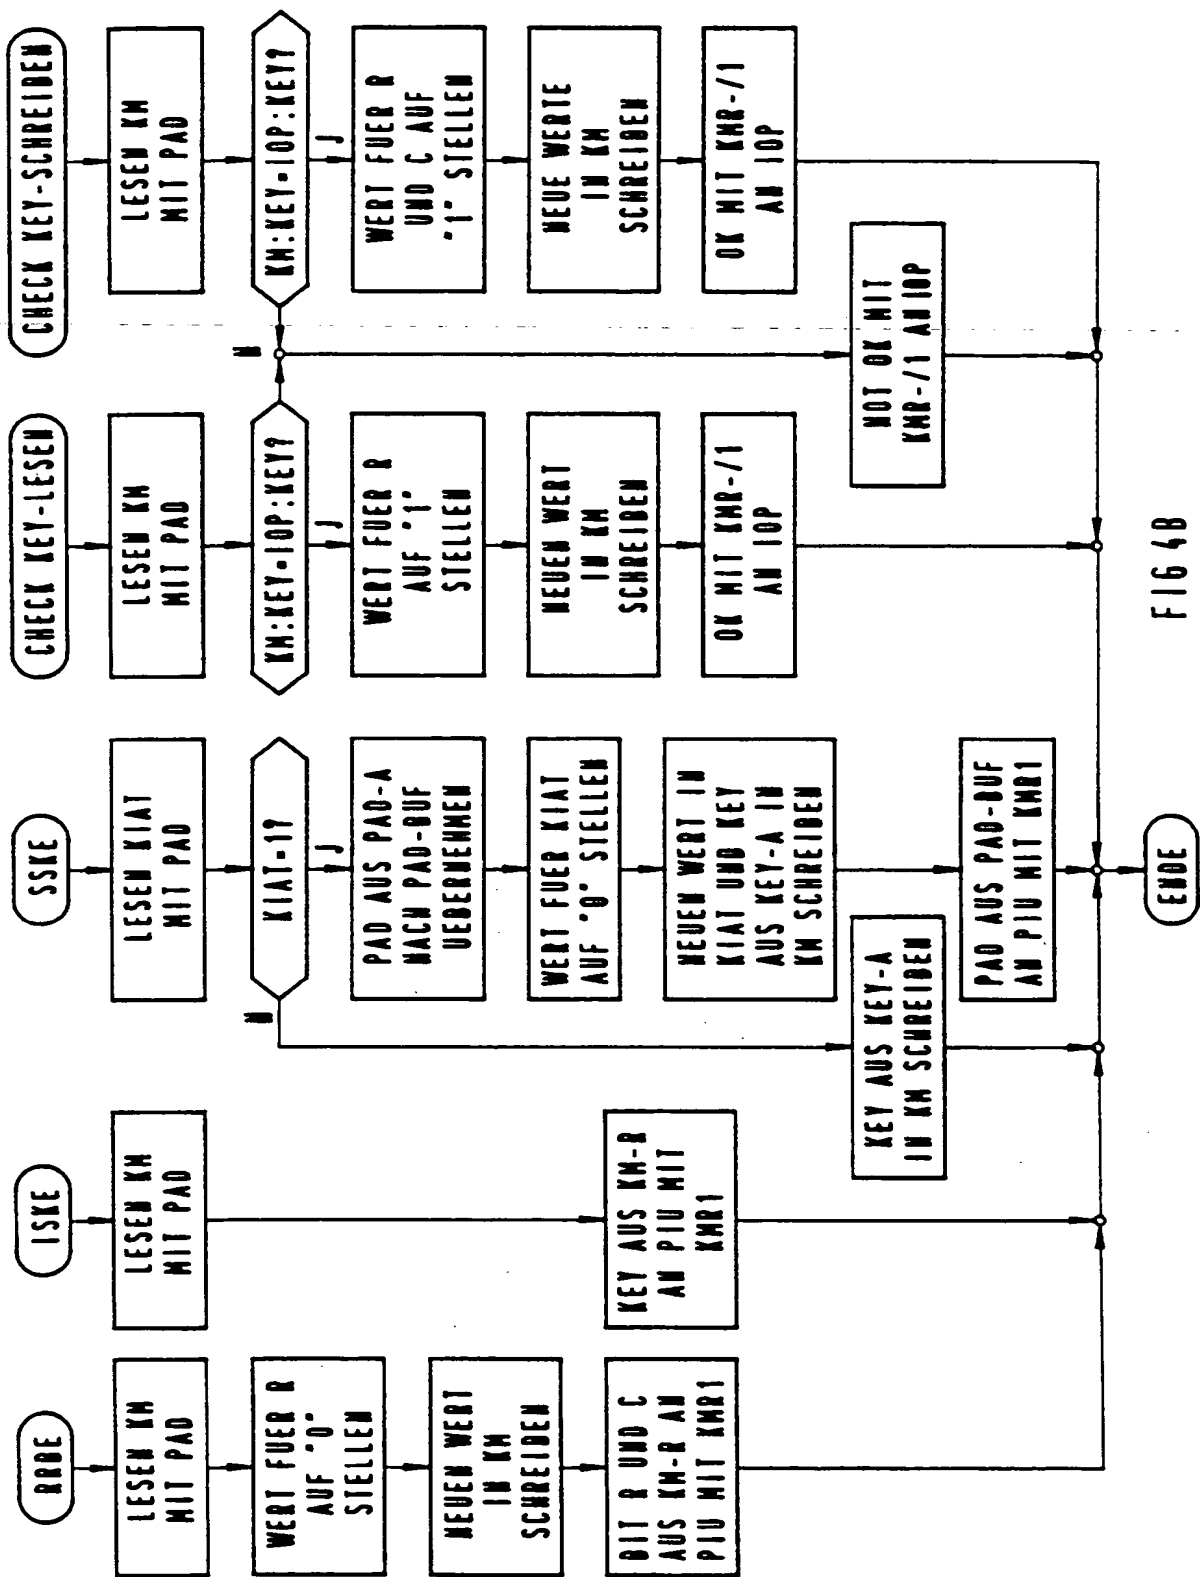 RRBE
LESEN KM
MIT PAD
WERT FUER R
AUF "0"
STELLEN
NEUEN WERT
IN KM
SCHREIBEN
BIT R UND C
AUS KM-R AN
PIU MIT KMR1
ISKE
LESEN KM
MIT PAD
KEY AUS KM-R
AN PIU MIT
KMR1
SSKE
LESEN KIAT
MIT PAD
KIAT=1?
N
J
PAD AUS PAD-A
NACH PAD-BUF
UEBERNEHMEN
WERT FUER KIAT
AUF "0" STELLEN
NEUEN WERT IN
KIAT UND KEY
AUS KEY-A IN
KM SCHREIBEN
KEY AUS KEY-A
IN KM SCHREIBEN
PAD AUS PAD-BUF
AN PIU MIT KMR1
ENDE
CHECK KEY-LESEN
LESEN KM
MIT PAD
KM:KEY=IOP:KEY?
N
J
WERT FUER R
AUF "1"
STELLEN
NEUEN WERT
IN KM
SCHREIBEN
OK MIT KMR-/1
AN IOP
NOT OK MIT
KMR-/1 AN IOP
CHECK KEY-SCHREIBEN
LESEN KM
MIT PAD
KM:KEY=IOP:KEY?
J
WERT FUER R
UND C AUF
"1" STELLEN
NEUE WERTE
IN KM
SCHREIBEN
OK MIT KMR-/1
AN IOP
FIG 4B